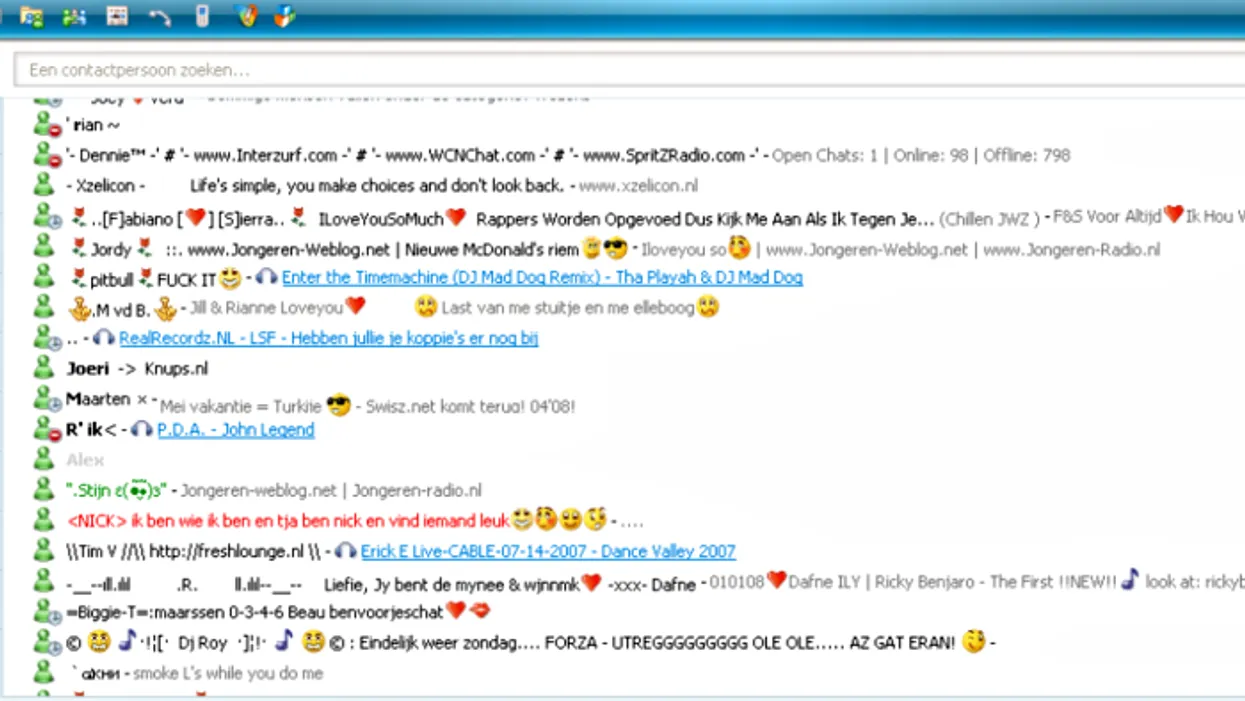 Een contactpersoon zoeken...
' rian ~
'- Dennie™ -' # '- www.Interzurf.com -' # '- www.WCNChat.com -' # '- www.SpritZRadio.com -' - Open Chats: 1 | Online: 98 | Offline: 798
- Xzelicon - Life's simple, you make choices and don't look back. - www.xzelicon.nl
..[F]abiano [❤] [S]ierra.. ILoveYouSoMuch❤ Rappers Worden Opgevoed Dus Kijk Me Aan Als Ik Tegen Je... (Chillen JWZ ) - F&S Voor Altijd❤Ik Hou
Jordy ::. www.Jongeren-Weblog.net | Nieuwe McDonald's riem - Iloveyou so | www.Jongeren-Weblog.net | www.Jongeren-Radio.nl
pitbull FUCK IT - Enter the Timemachine (DJ Mad Dog Remix) - Tha Playah & DJ Mad Dog
.M vd B. - Jill & Rianne Loveyou❤ Last van me stuitje en me elleboog
.. - RealRecordz.NL - LSF - Hebben jullie je koppie's er nog bij
Joeri -> Knups.nl
Maarten × - Mei vakantie = Turkije - Swisz.net komt terug! 04'08!
R' ik< - P.D.A. - John Legend
Alex
".Stijn ε(●●)з" - Jongeren-weblog.net | Jongeren-radio.nl
<NICK> ik ben wie ik ben en tja ben nick en vind iemand leuk - ....
\\Tim V //\\ http://freshlounge.nl \\ - Erick E Live-CABLE-07-14-2007 - Dance Valley 2007
-__--ıll.ılıl .R. ll.ılıl--__-- Liefie, Jy bent de mynee & wjnnmk❤ -xxx- Dafne - 010108❤Dafne ILY | Ricky Benjaro - The First !!NEW!! look at:
=Biggie-T=:maarssen 0-3-4-6 Beau benvoorjeschat❤
© ·!¦[· Dj Roy ·]¦!· © : Eindelijk weer zondag.... FORZA - UTREGGGGGGGGG OLE OLE..... AZ GAT ERAN! -
- smoke L's while you do me